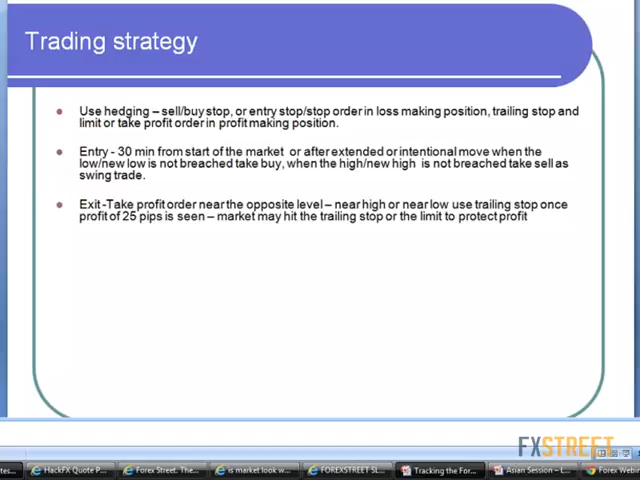 Trading strategy
Use hedging – sell/buy stop, or entry stop/stop order in loss making position, trailing stop and
limit or take profit order in profit making position.
Entry - 30 min from start of the market or after extended or intentional move when the
low/new low is not breached take buy, when the high/new high is not breached take sell as
swing trade.
Exit -Take profit order near the opposite level – near high or near low use trailing stop once
profit of 25 pips is seen – market may hit the trailing stop or the limit to protect profit
FXSTREET
tes... HackFX Quote P... Forex Street. The... is market look w... FOREXSTREET SL... Tracking the For... Asian Session – L... Forex Webin